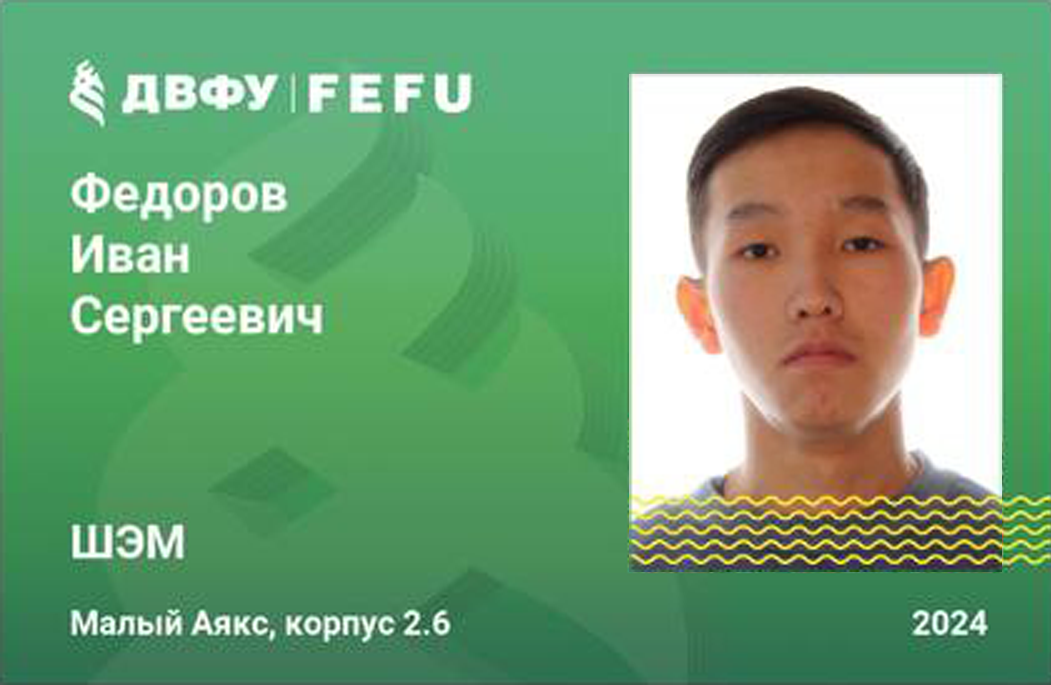 ДВФУ | FEFU
Федоров
Иван
Сергеевич
ШЭМ
Малый Аякс, корпус 2.6
2024